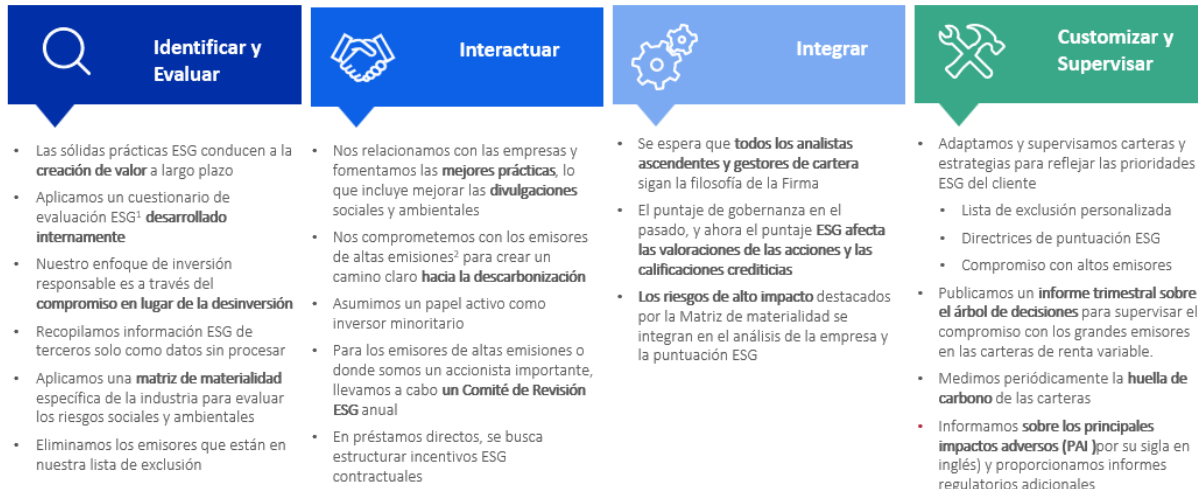 Identificar y
Evaluar
• Las sólidas prácticas ESG conducen a la
creación de valor a largo plazo
• Aplicamos un cuestionario de
evaluación ESG¹ desarrollado
internamente
• Nuestro enfoque de inversión
responsable es a través del
compromiso en lugar de la desinversión
• Recopilamos información ESG de
terceros solo como datos sin procesar
• Aplicamos una matriz de materialidad
específica de la industria para evaluar
los riesgos sociales y ambientales
• Eliminamos los emisores que están en
nuestra lista de exclusión
Interactuar
• Nos relacionamos con las empresas y
fomentamos las mejores prácticas, lo
que incluye mejorar las divulgaciones
sociales y ambientales
• Nos comprometemos con los emisores
de altas emisiones² para crear un
camino claro hacia la descarbonización
• Asumimos un papel activo como
inversor minoritario
• Para los emisores de altas emisiones o
donde somos un accionista importante,
llevamos a cabo un Comité de Revisión
ESG anual
• En préstamos directos, se busca
estructurar incentivos ESG
contractuales
Integrar
• Se espera que todos los analistas
ascendentes y gestores de cartera
sigan la filosofía de la Firma
• El puntaje de gobernanza en el
pasado, y ahora el puntaje ESG afecta
las valoraciones de las acciones y las
calificaciones crediticias
• Los riesgos de alto impacto destacados
por la Matriz de materialidad se
integran en el análisis de la empresa y
la puntuación ESG
Customizar y
Supervisar
• Adaptamos y supervisamos carteras y
estrategias para reflejar las prioridades
ESG del cliente
• Lista de exclusión personalizada
• Directrices de puntuación ESG
• Compromiso con altos emisores
• Publicamos un informe trimestral sobre
el árbol de decisiones para supervisar el
compromiso con los grandes emisores
en las carteras de renta variable.
• Medimos periódicamente la huella de
carbono de las carteras
• Informamos sobre los principales
impactos adversos (PAI )por su sigla en
inglés) y proporcionamos informes
regulatorios adicionales